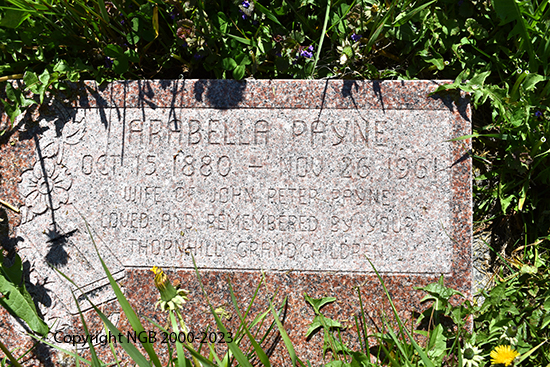 ARABELLA PAYNE
OCT 15 1880 - NOV 26 1961
WIFE OF JOHN PETER PAYNE
LOVED AND REMEMBERED BY YOUR
THORNHILL GRANDCHILDREN
Copyright NGB 2000-2023